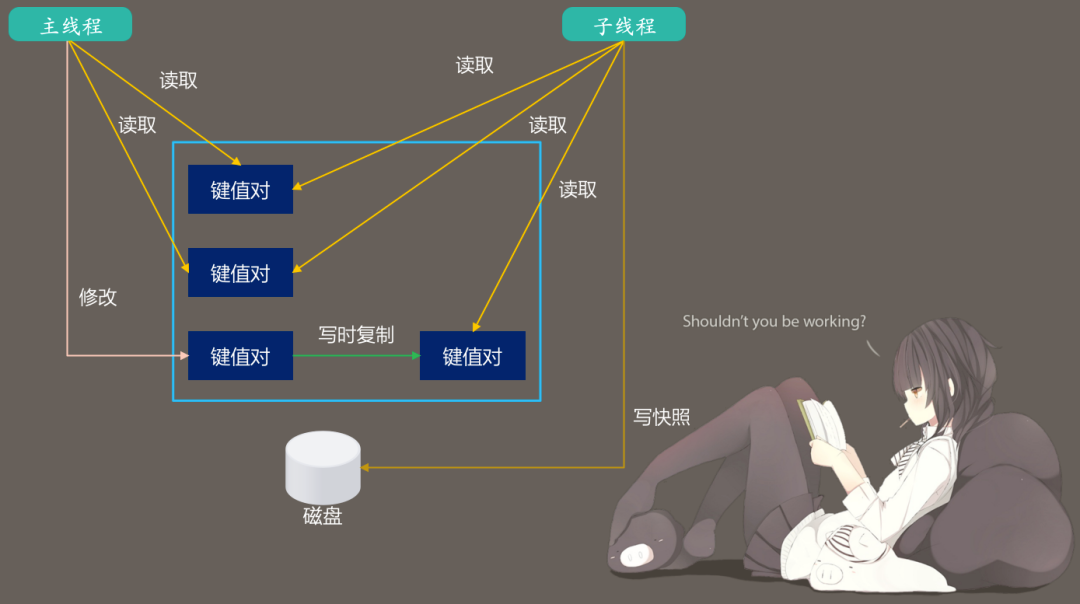 主线程
子线程
读取
读取
读取
读取
读取
键值对
键值对
修改
写时复制
键值对
键值对
Shouldn't you be working?
写快照
磁盘